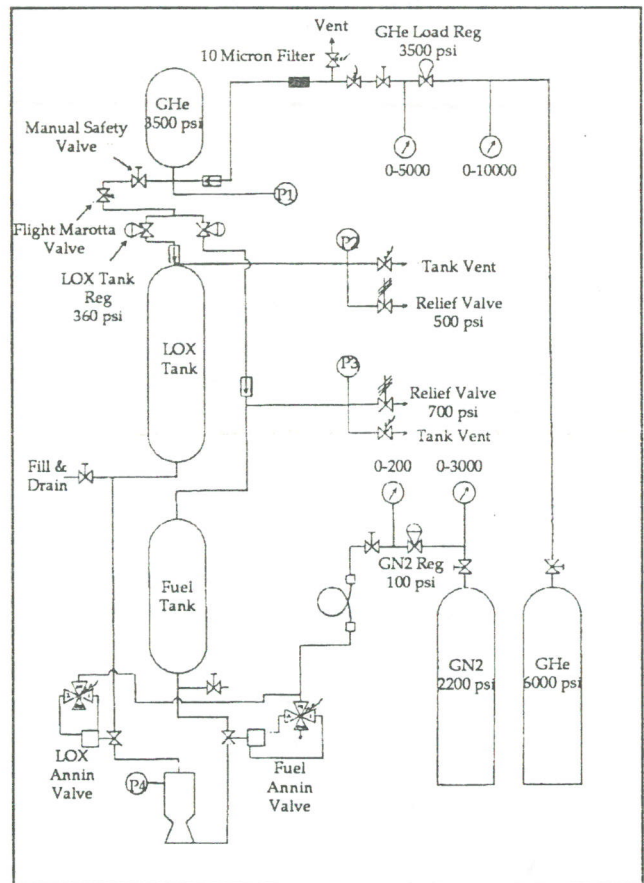 Vent
GHe Load Reg
3500 psi
10 Micron Filter
GHe
3500 psi
Manual Safety
Valve
0-5000
0-10000
P1
Flight Marotta
Valve
LOX Tank
Reg
360 psi
P2
Tank Vent
Relief Valve
500 psi
LOX
Tank
P3
Relief Valve
700 psi
Tank Vent
Fill &
Drain
0-200
0-3000
GN2 Reg
100 psi
Fuel
Tank
GN2
2200 psi
GHe
6000 psi
LOX
Annin
Valve
P4
Fuel
Annin
Valve